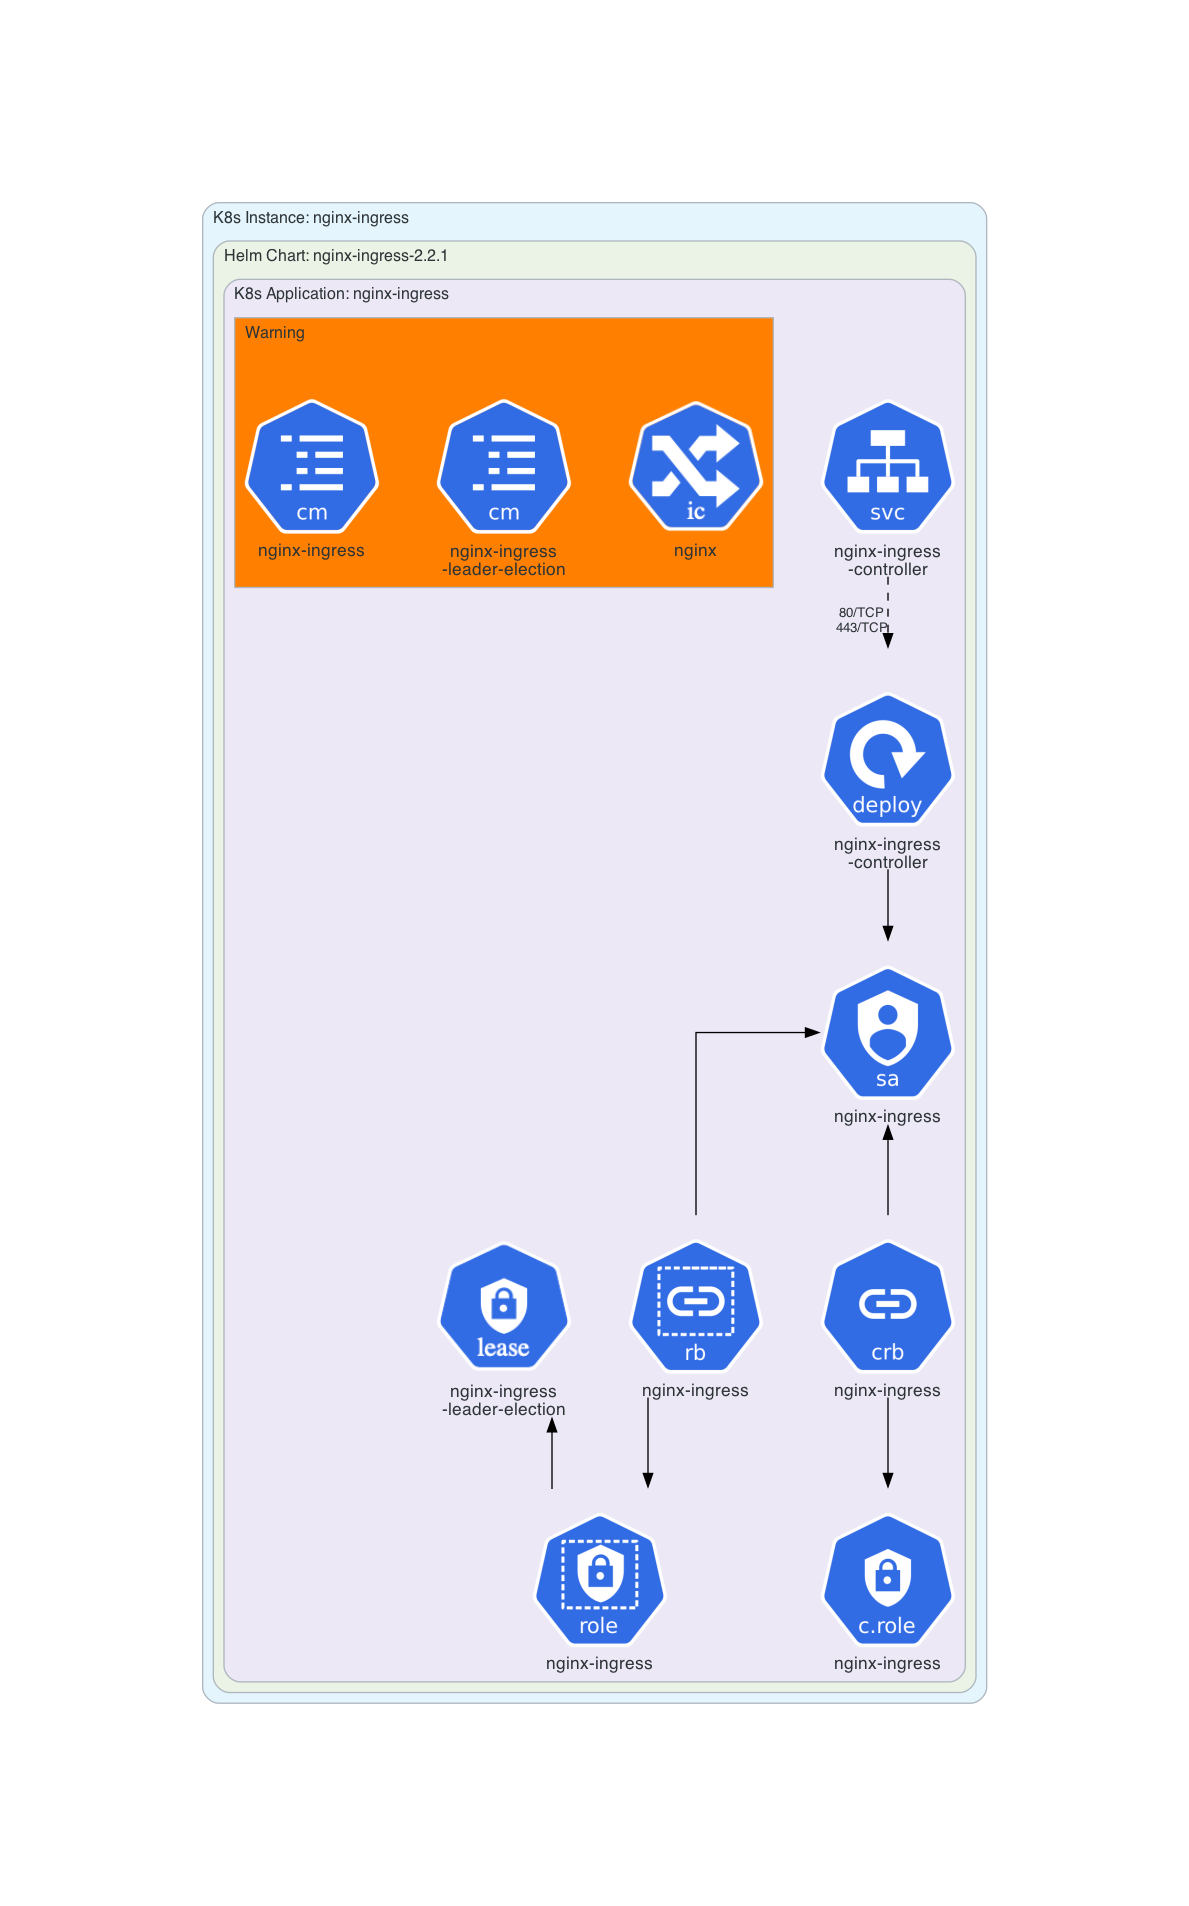 K8s Instance: nginx-ingress
Helm Chart: nginx-ingress-2.2.1
K8s Application: nginx-ingress
Warning
cm
nginx-ingress
cm
nginx-ingress
-leader-election
ic
nginx
svc
nginx-ingress
-controller
80/TCP
443/TCP
deploy
nginx-ingress
-controller
sa
nginx-ingress
lease
nginx-ingress
-leader-election
rb
nginx-ingress
crb
nginx-ingress
role
nginx-ingress
c.role
nginx-ingress